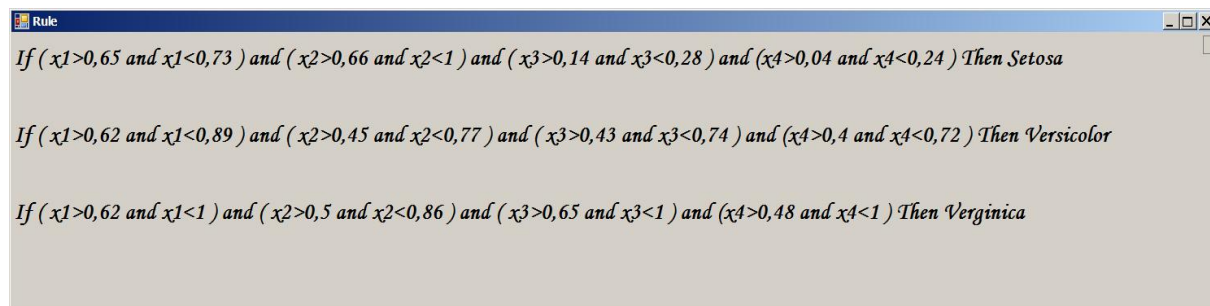 Rule
If ( x1>0,65 and x1<0,73 ) and ( x2>0,66 and x2<1 ) and ( x3>0,14 and x3<0,28 ) and (x4>0,04 and x4<0,24 ) Then Setosa
If ( x1>0,62 and x1<0,89 ) and ( x2>0,45 and x2<0,77 ) and ( x3>0,43 and x3<0,74 ) and (x4>0,4 and x4<0,72 ) Then Versicolor
If ( x1>0,62 and x1<1 ) and ( x2>0,5 and x2<0,86 ) and ( x3>0,65 and x3<1 ) and (x4>0,48 and x4<1 ) Then Verginica